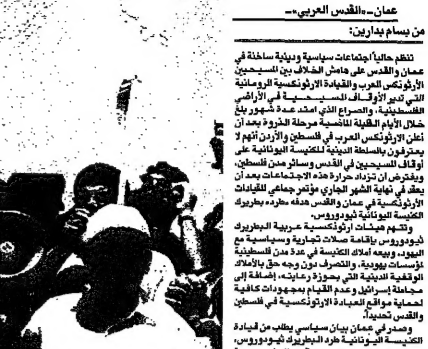 عمان ـ «القدس العربي» ـ
من بسام بدارين:
تنظم حالياً اجتماعات سياسية ودينية ساخنة في
عمان والقدس على هامش الخلاف بين المسيحيين
الأرثوذكس العرب والقيادة الارثوذكسية الرومانية
التي تدير الأوقاف المسيحية في الأراضي
الفلسطينية، والصراع الذي امتد عدة شهور بلغ
خلال الأيام القليلة الماضية مرحلة الذروة بعد أن
أعلن الارثوذكس العرب في فلسطين والأردن أنهم لا
يعترفون بالسلطة الدينية للكنيسة اليونانية على
أوقاف المسيحيين في القدس وسائر مدن فلسطين،
ويفترض ان تزداد حرارة هذه الاجتماعات بعد أن
يعقد في نهاية الشهر الجاري مؤتمر جماعي للقيادات
الأرثوذكسية في عمان والقدس هدفه «طرد» بطريرك
الكنيسة اليونانية ثيودوروس.
وتتهم هيئات ارثوذكسية عربية البطريرك
ثيودوروس بإقامة صلات تجارية وسياسية مع
اليهود، وبيعه أملاك الكنيسة في عدة مدن فلسطينية
لمؤسسات يهودية، والتصرف دون وجه حق بالأملاك
الوقفية الدينية التي بحوزة رعايته، إضافة إلى
مجاملة إسرائيل وعدم القيام بمجهودات كافية
لحماية مواقع العبادة الارثوذكسية في فلسطين
والقدس تحديداً.
وصدر في عمان بيان سياسي يطلب من قيادة
الكنيسة اليونانية طرد البطريرك ثيودوروس،